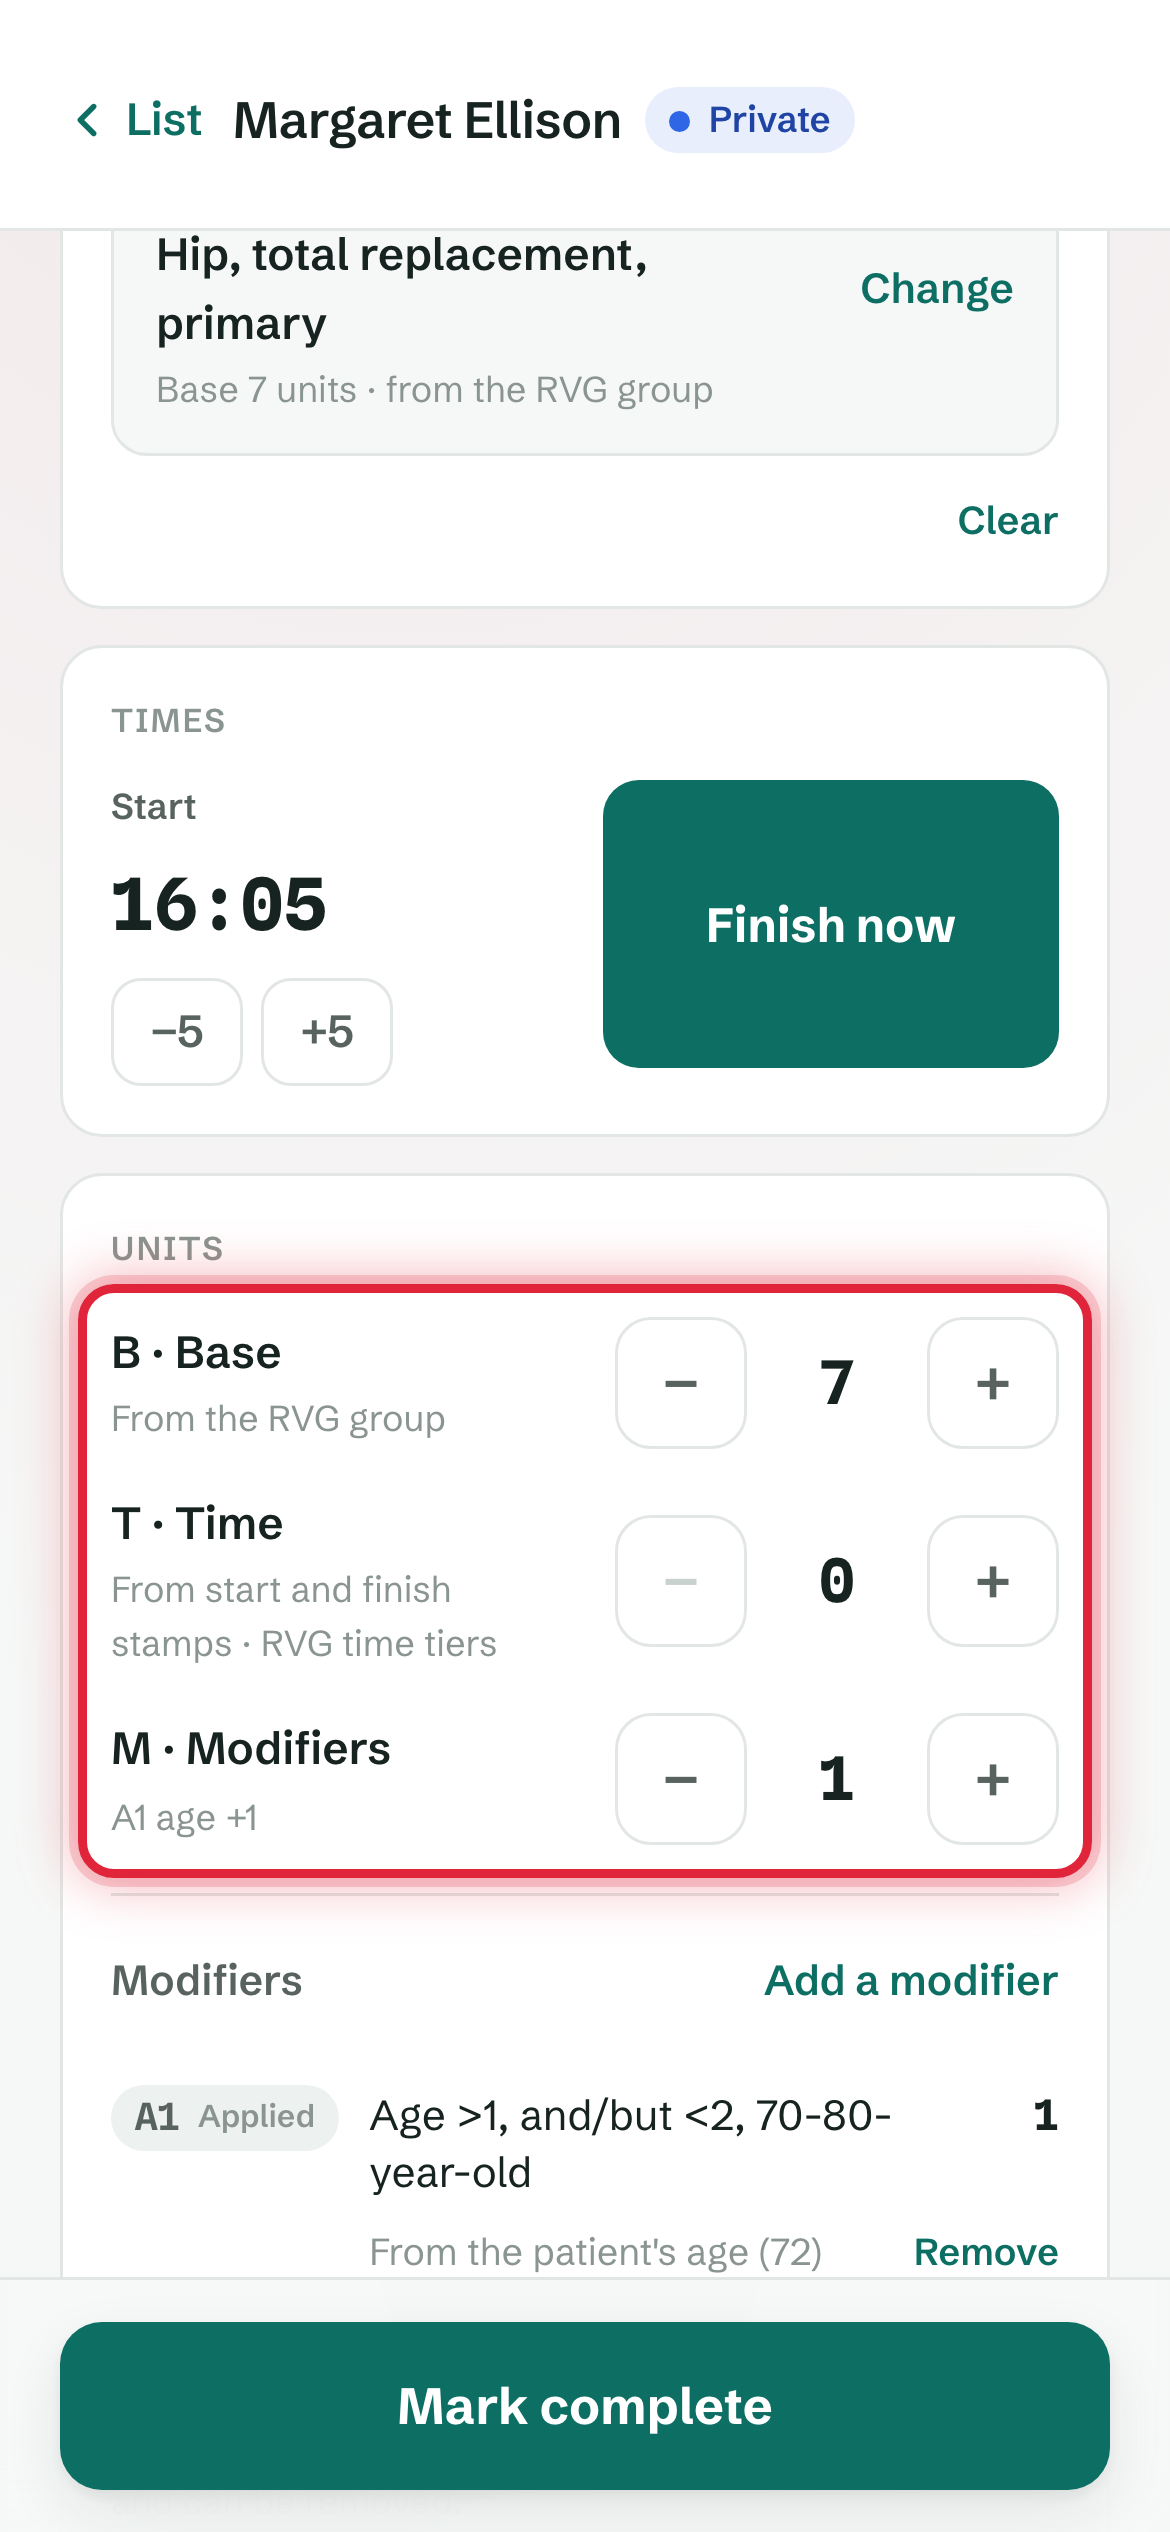 List Margaret Ellison Private
Hip, total replacement,
primary
Change
Base 7 units · from the RVG group
Clear
TIMES
Start
16:05
−5 +5
Finish now
UNITS
B · Base
From the RVG group
− 7 +
T · Time
From start and finish
stamps · RVG time tiers
− 0 +
M · Modifiers
A1 age +1
− 1 +
Modifiers Add a modifier
A1 Applied Age >1, and/but <2, 70-80- 1
year-old
From the patient's age (72) Remove
Mark complete